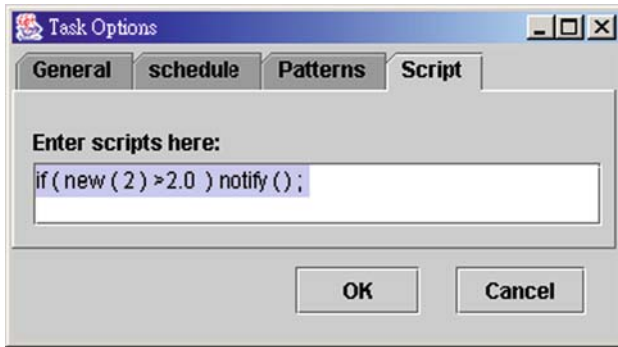 Task Options
General schedule Patterns Script
Enter scripts here:
if ( new ( 2 ) >2.0 ) notify () ;
OK Cancel